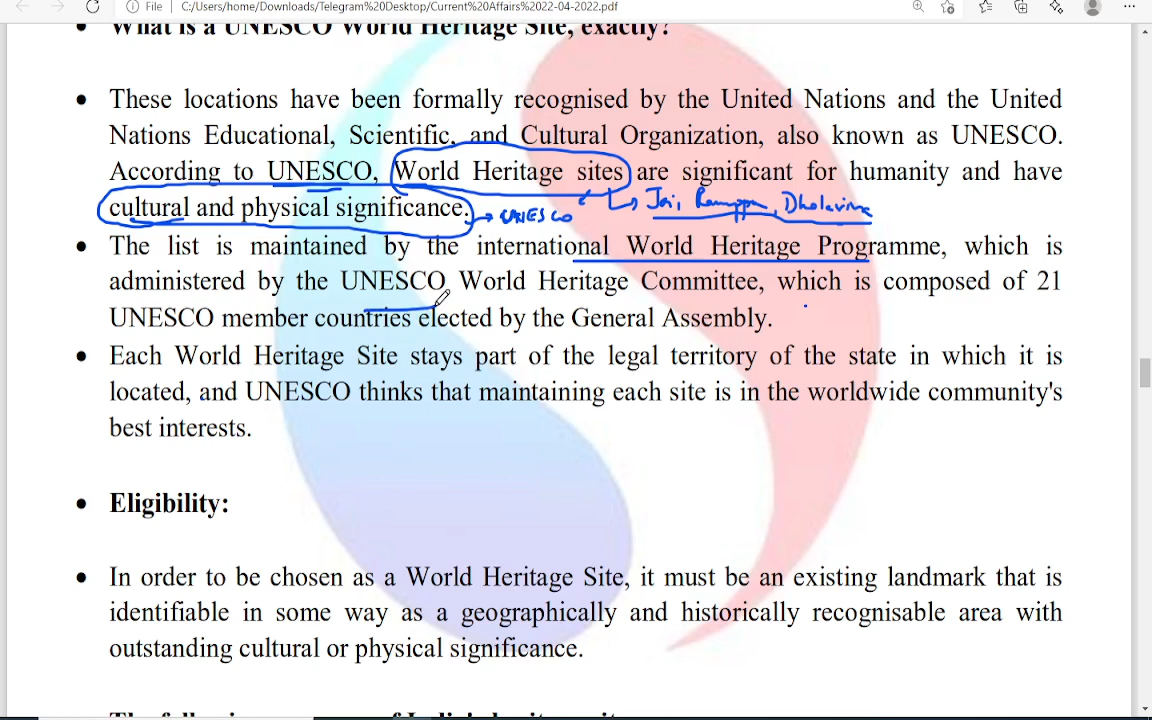 File
C:/Users/home/Downloads/Telegram%20Desktop/Current%20Affairs%2022-04-2022.pdf
• What is a UNESCO World Heritage Site, exactly?
• These locations have been formally recognised by the United Nations and the United
Nations Educational, Scientific, and Cultural Organization, also known as UNESCO.
According to UNESCO, World Heritage sites are significant for humanity and have
cultural and physical significance.
→ UNESCO
Ramappa, Dholavira
• The list is maintained by the international World Heritage Programme, which is
administered by the UNESCO World Heritage Committee, which is composed of 21
UNESCO member countries elected by the General Assembly.
• Each World Heritage Site stays part of the legal territory of the state in which it is
located, and UNESCO thinks that maintaining each site is in the worldwide community's
best interests.
• Eligibility:
• In order to be chosen as a World Heritage Site, it must be an existing landmark that is
identifiable in some way as a geographically and historically recognisable area with
outstanding cultural or physical significance.